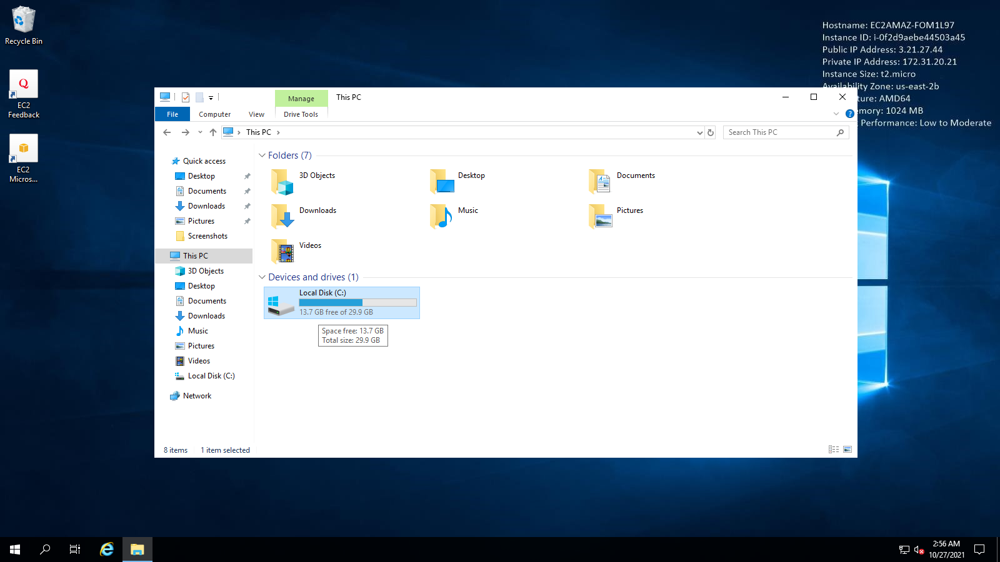 Recycle Bin
EC2
Feedback
EC2
Micros...
Hostname: EC2AMAZ-FOM1L97
Instance ID: i-0f2d9aebe44503a45
Public IP Address: 3.21.27.44
Private IP Address: 172.31.20.21
Instance Size: t2.micro
Availability Zone: us-east-2b
ture: AMD64
emory: 1024 MB
Performance: Low to Moderate
Manage
This PC
File
Computer
View
Drive Tools
This PC
Search This PC
Quick access
Desktop
Documents
Downloads
Pictures
Screenshots
This PC
3D Objects
Desktop
Documents
Downloads
Music
Pictures
Videos
Local Disk (C:)
Network
Folders (7)
3D Objects
Desktop
Documents
Downloads
Music
Pictures
Videos
Devices and drives (1)
Local Disk (C:)
13.7 GB free of 29.9 GB
Space free: 13.7 GB
Total size: 29.9 GB
8 items
1 item selected
2:56 AM
10/27/2021